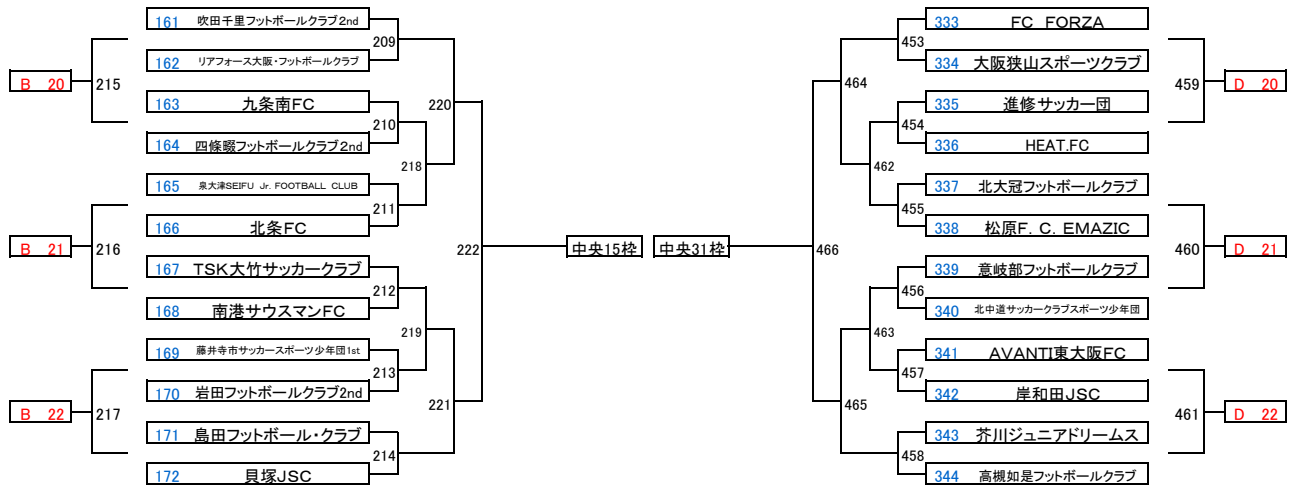 161 吹田千里フットボールクラブ2nd
209
162 リアフォース大阪・フットボールクラブ
B 20
215
163 九条南FC
220
210
164 四條畷フットボールクラブ2nd
218
165 泉大津SEIFU Jr. FOOTBALL CLUB
211
166 北条FC
B 21
216
222
中央15枠
167 TSK大竹サッカークラブ
212
168 南港サウスマンFC
219
169 藤井寺市サッカースポーツ少年団1st
213
170 岩田フットボールクラブ2nd
B 22
217
221
171 島田フットボール・クラブ
214
172 貝塚JSC
333 FC FORZA
453
334 大阪狭山スポーツクラブ
464
459
D 20
335 進修サッカー団
454
336 HEAT.FC
462
337 北大冠フットボールクラブ
455
338 松原F.C.EMAZIC
中央31枠
466
460
D 21
339 意岐部フットボールクラブ
456
340 北中道サッカークラブスポーツ少年団
463
341 AVANTI東大阪FC
457
342 岸和田JSC
465
461
D 22
343 芥川ジュニアドリームス
458
344 高槻如是フットボールクラブ